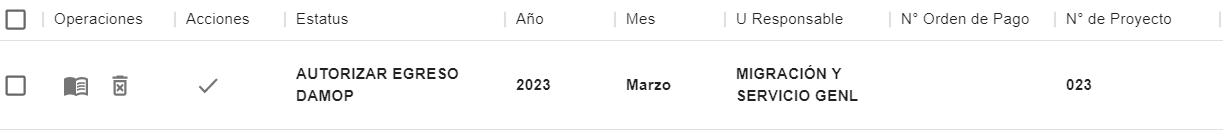 Operaciones Acciones Estatus Año Mes U Responsable N° Orden de Pago N° de Proyecto
AUTORIZAR EGRESO DAMOP 2023 Marzo MIGRACIÓN Y SERVICIO GENL 023